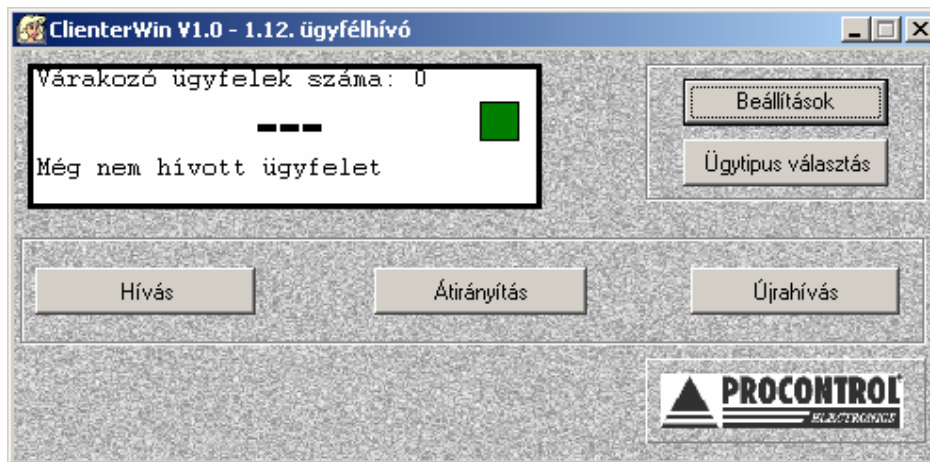 ClienterWin V1.0 - 1.12. ügyfélhívó
Várakozó ügyfelek száma: 0
---
Még nem hívott ügyfelet
Beállítások
Ügytipus választás
Hívás
Átirányítás
Újrahívás
PROCONTROL
ELECTRONICS